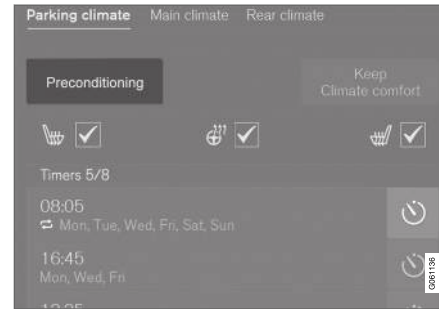 Parking climate Main climate Rear climate
Preconditioning
Keep
Climate comfort
Timers 5/8
08:05
Mon, Tue, Wed, Fri, Sat, Sun
16:45
Mon, Wed, Fri
G061136